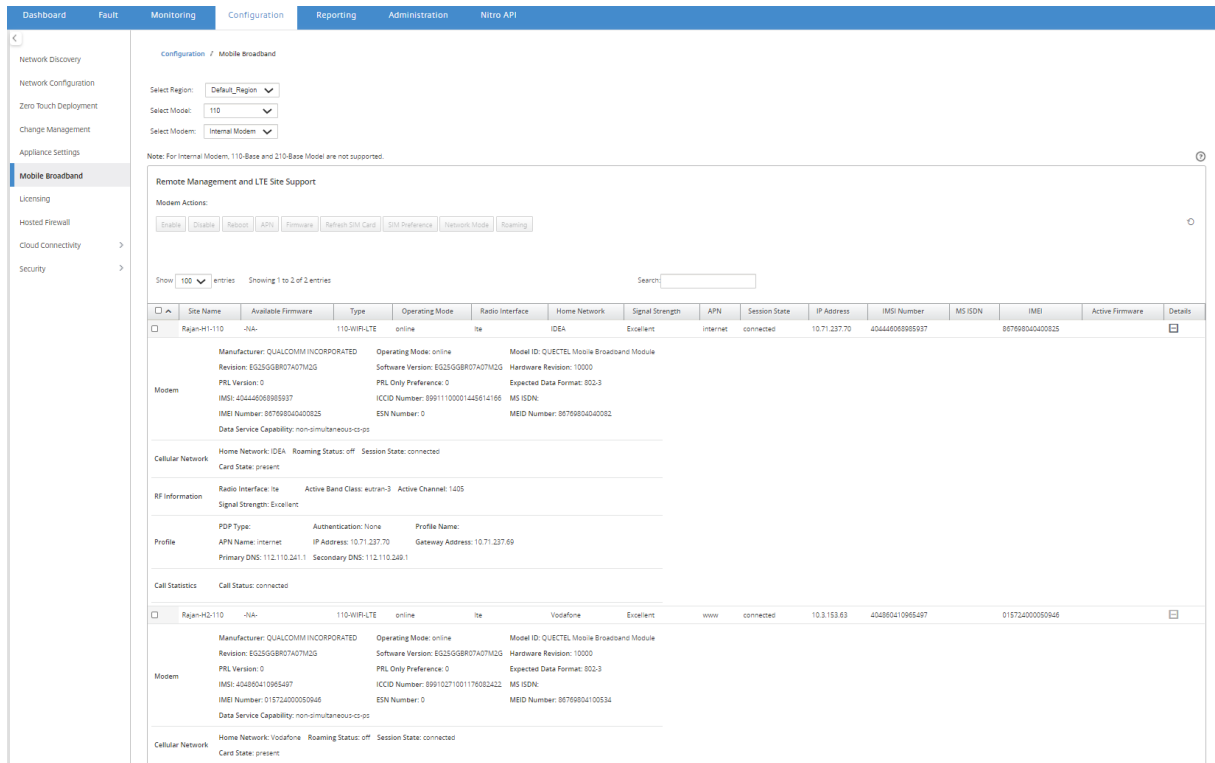 Dashboard Fault Monitoring Configuration Reporting Administration Nitro API
Network Discovery
Network Configuration
Zero Touch Deployment
Change Management
Appliance Settings
Mobile Broadband
Licensing
Hosted Firewall
Cloud Connectivity
Security
Configuration / Mobile Broadband
Select Region: Default_Region
Select Model: 110
Select Modem: Internal Modem
Note: For Internal Modem, 110-Base and 210-Base Model are not supported.
Remote Management and LTE Site Support
Modem Actions:
Enable Disable Reboot APN Firmware Refresh SIM Card SIM Preference Network Mode Roaming
Show 100 entries Showing 1 to 2 of 2 entries Search:
Site Name Available Firmware Type Operating Mode Radio Interface Home Network Signal Strength APN Session State IP Address IMSI Number MS ISDN IMEI Active Firmware Details
Rajan-H1-110 -NA- 110-WIFI-LTE online lte IDEA Excellent internet connected 10.71.237.70 404446068985937 867698040400825
Modem
Manufacturer: QUALCOMM INCORPORATED Operating Mode: online Model ID: QUECTEL Mobile Broadband Module
Revision: EG25GGBR07A07M2G Software Version: EG25GGBR07A07M2G Hardware Revision: 10000
PRL Version: 0 PRL Only Preference: 0 Expected Data Format: 802-3
IMSI: 404446068985937 ICCID Number: 89911100001445614166 MS ISDN:
IMEI Number: 867698040400825 ESN Number: 0 MEID Number: 86769804040082
Data Service Capability: non-simultaneous-cs-ps
Cellular Network
Home Network: IDEA Roaming Status: off Session State: connected
Card State: present
RF Information
Radio Interface: lte Active Band Class: eutran-3 Active Channel: 1405
Signal Strength: Excellent
Profile
PDP Type: Authentication: None Profile Name:
APN Name: internet IP Address: 10.71.237.70 Gateway Address: 10.71.237.69
Primary DNS: 112.110.241.1 Secondary DNS: 112.110.249.1
Call Statistics Call Status: connected
Rajan-H2-110 -NA- 110-WIFI-LTE online lte Vodafone Excellent www connected 10.3.153.63 404860410965497 015724000050946
Modem
Manufacturer: QUALCOMM INCORPORATED Operating Mode: online Model ID: QUECTEL Mobile Broadband Module
Revision: EG25GGBR07A07M2G Software Version: EG25GGBR07A07M2G Hardware Revision: 10000
PRL Version: 0 PRL Only Preference: 0 Expected Data Format: 802-3
IMSI: 404860410965497 ICCID Number: 89910271001176082422 MS ISDN:
IMEI Number: 015724000050946 ESN Number: 0 MEID Number: 86769804100534
Data Service Capability: non-simultaneous-cs-ps
Cellular Network
Home Network: Vodafone Roaming Status: off Session State: connected
Card State: present